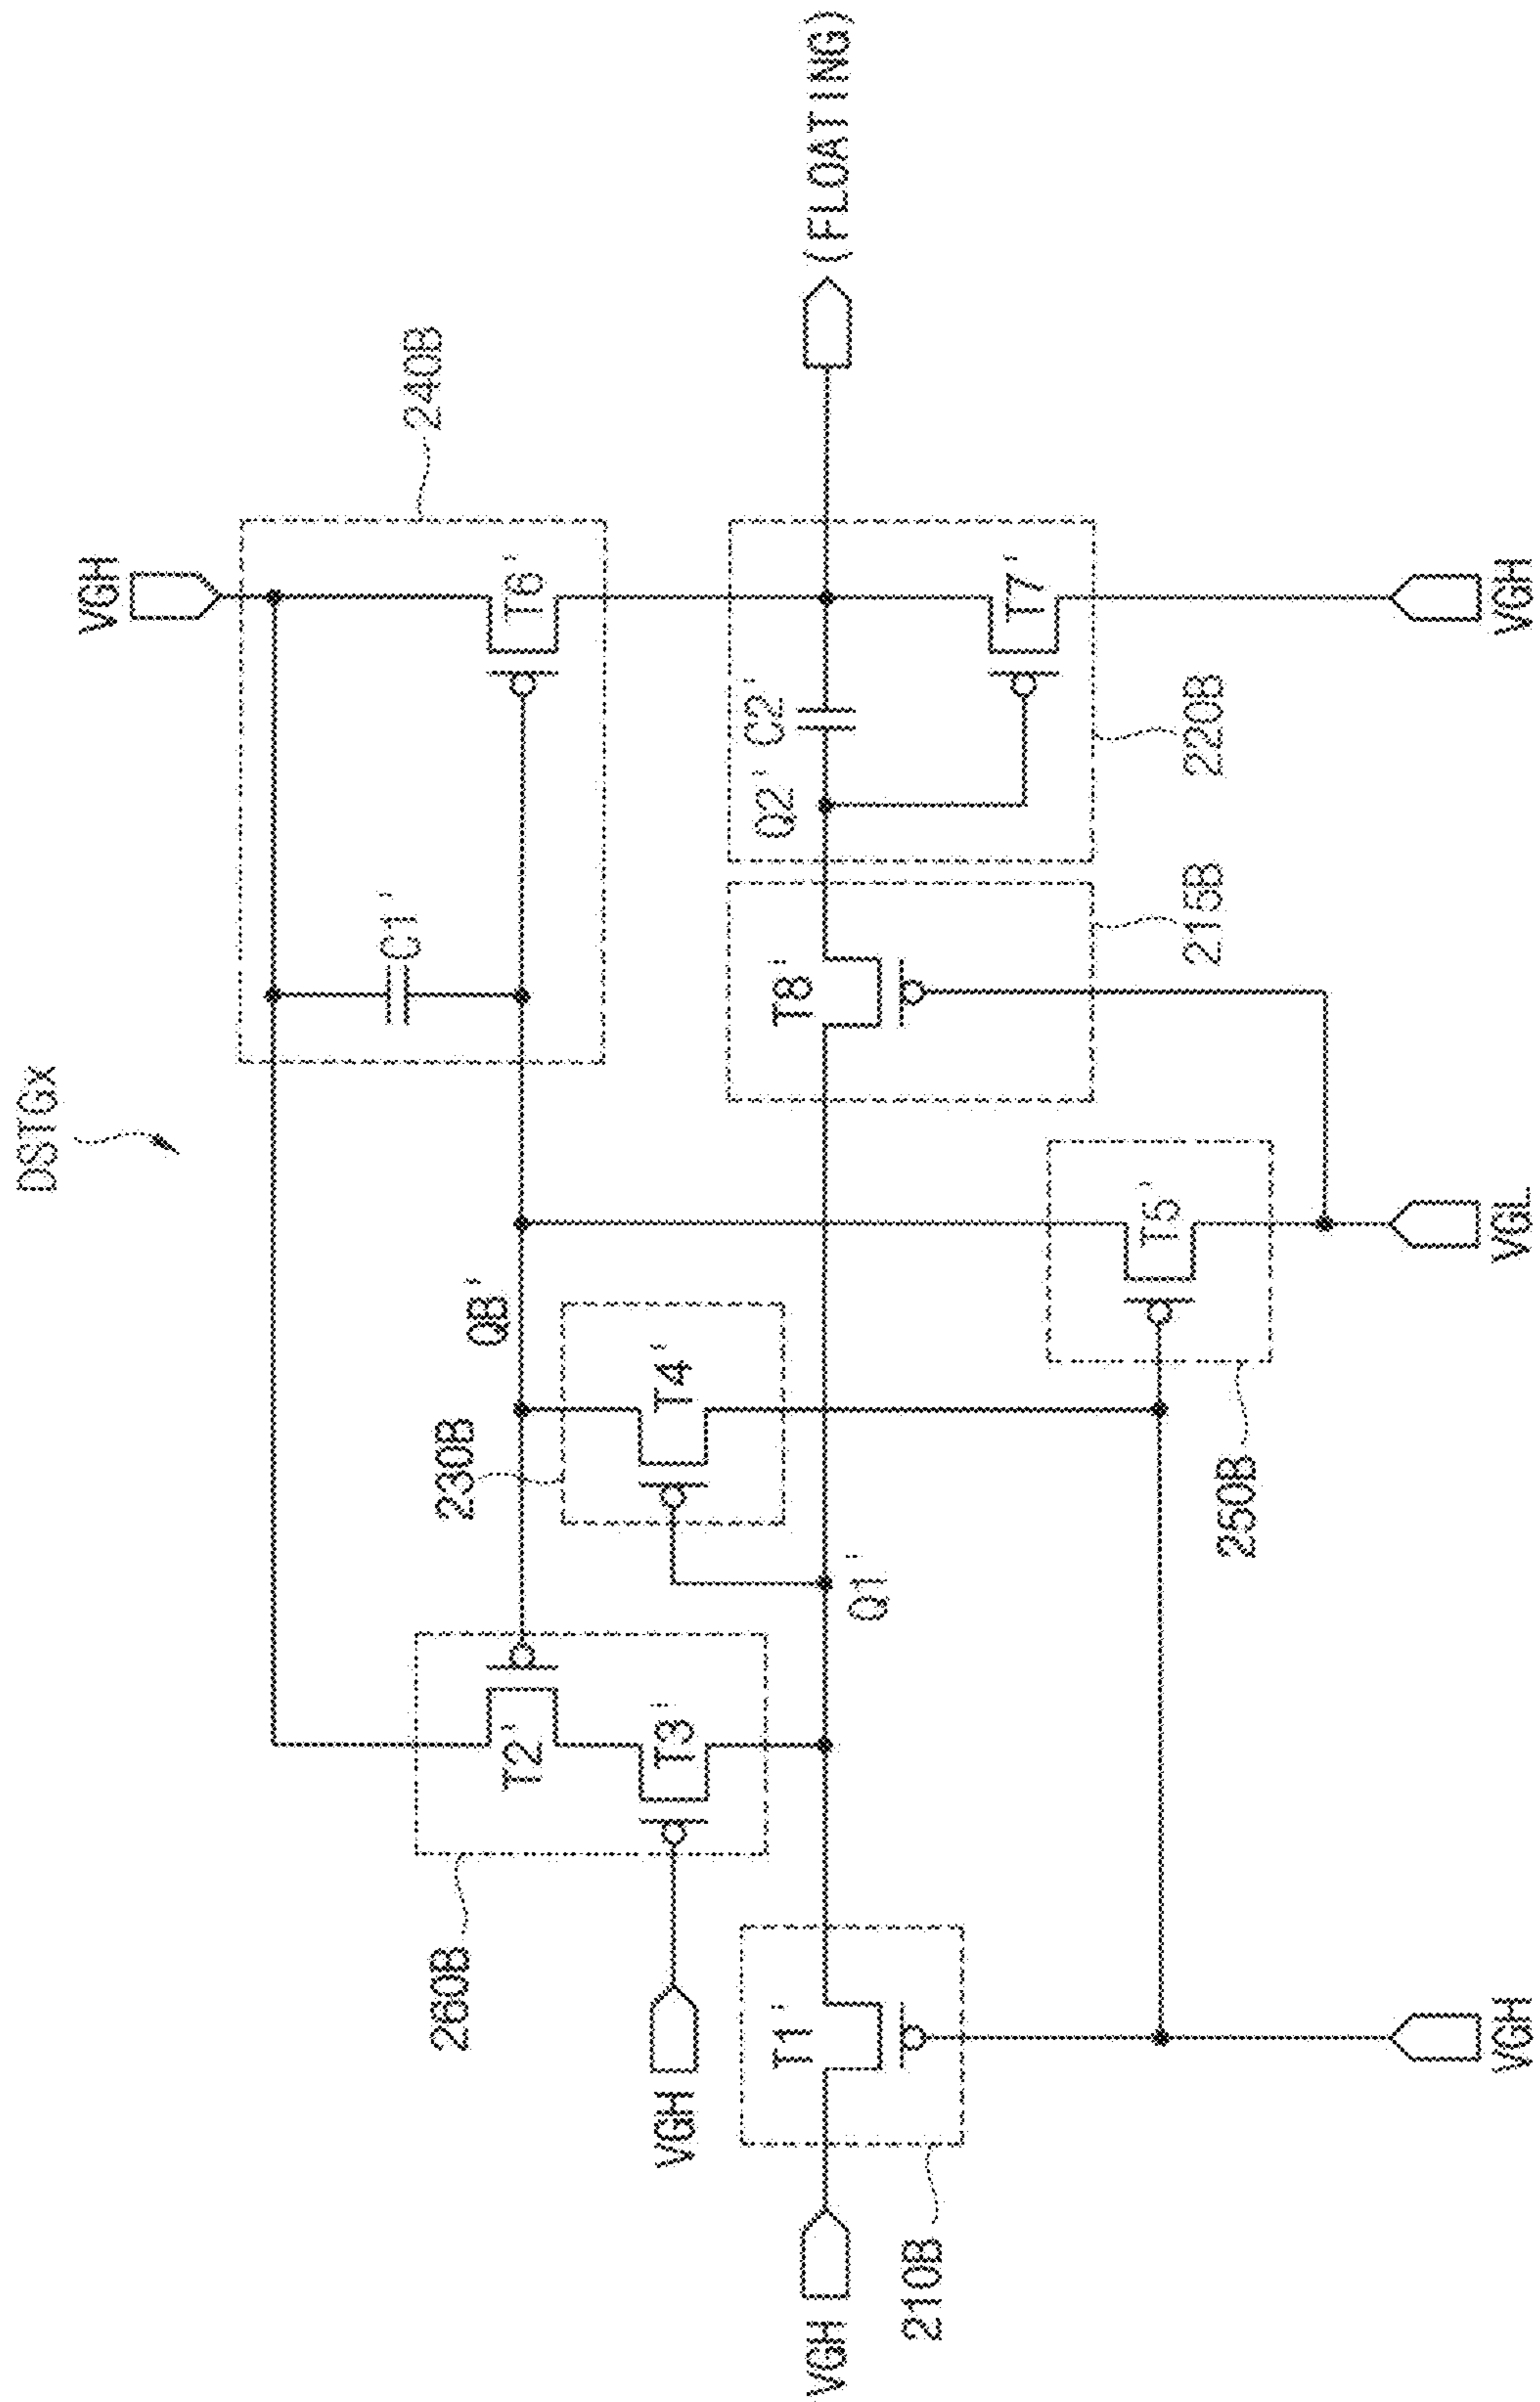 DSTGx
VGH
240B
C1'
T6'
QB'
230B
T4'
260B
T2'
T3'
VGH
(FLOATING)
C2'
Q2'
T7'
220B
T8'
215B
Q1'
T1'
VGH
210B
T5'
250B
VGH
VGL
VGH